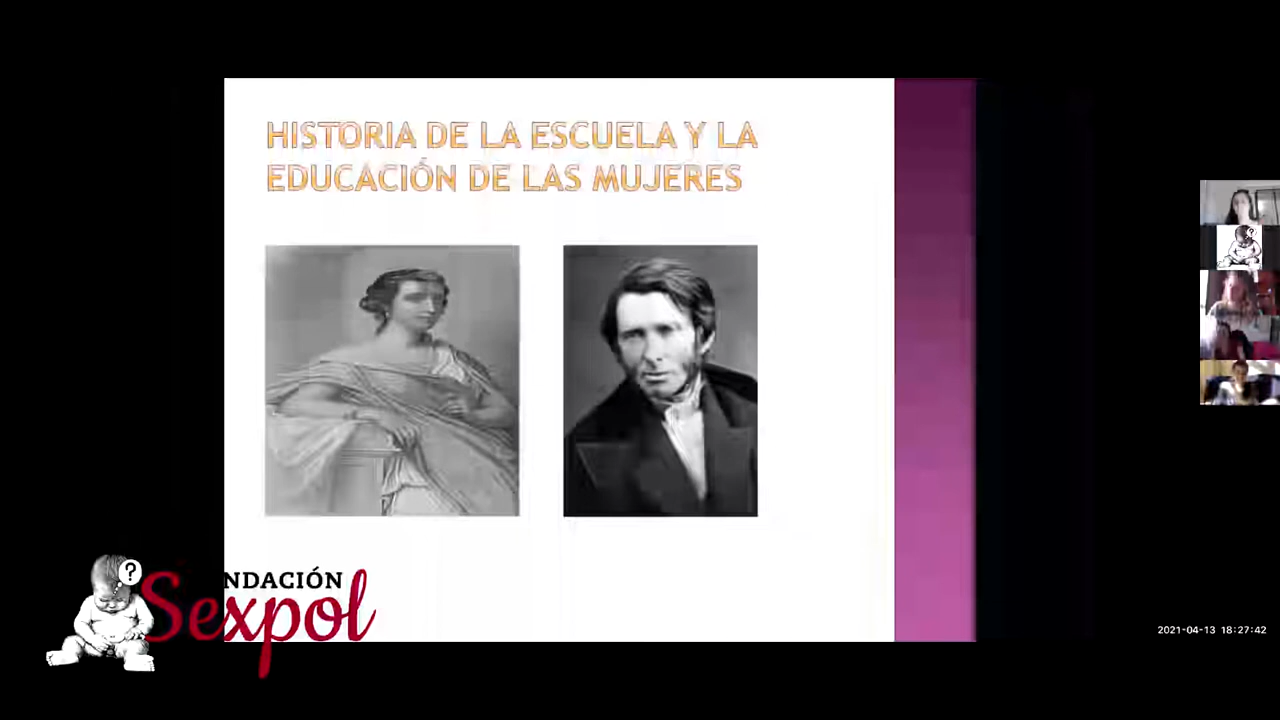 HISTORIA DE LA ESCUELA Y LA
EDUCACIÓN DE LAS MUJERES
?
NDACIÓN
Sexpol
2021-04-13 18:27:42